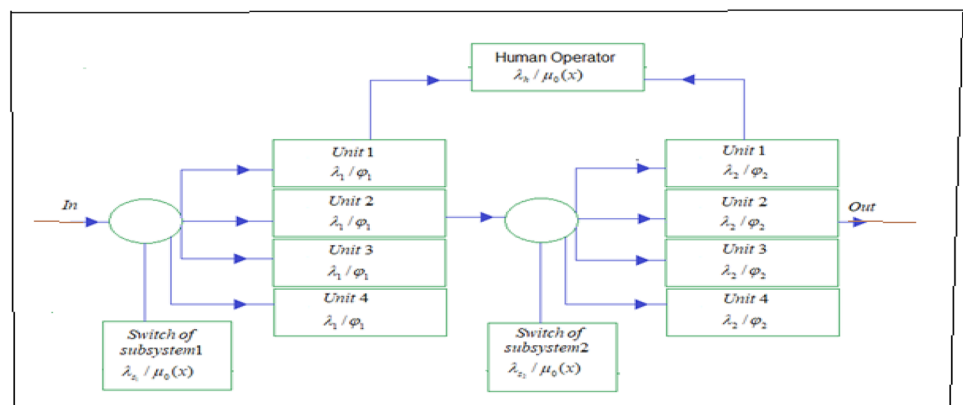 Human Operator
λh / μ0(x)
Unit 1
λ1 / φ1
Unit 2
λ1 / φ1
Unit 3
λ1 / φ1
Unit 4
λ1 / φ1
In
Switch of
subsystem1
λs1 / μ0(x)
Unit 1
λ2 / φ2
Unit 2
λ2 / φ2
Unit 3
λ2 / φ2
Unit 4
λ2 / φ2
Out
Switch of
subsystem2
λs2 / μ0(x)